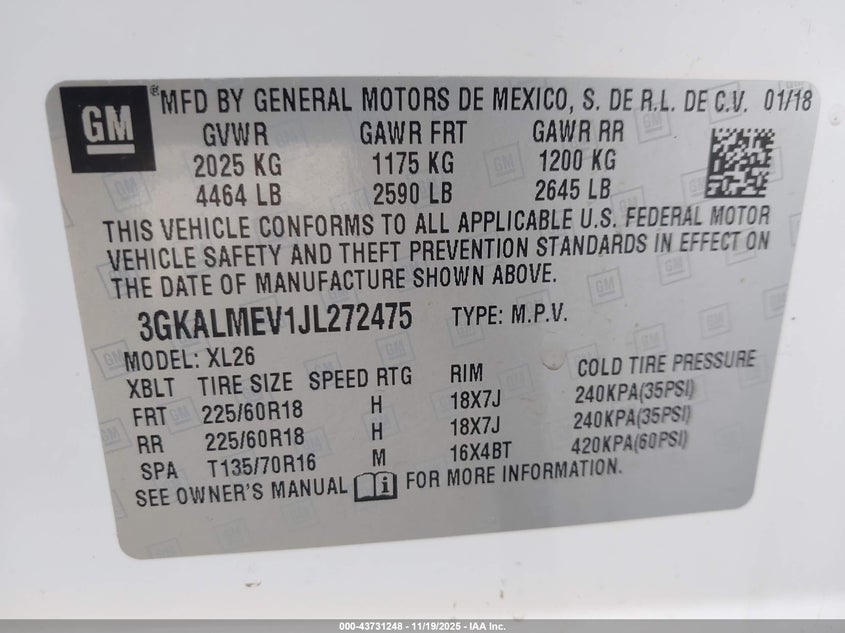 GM ®MFD BY GENERAL MOTORS DE MEXICO, S. DE R.L. DE C.V. 01/18
GVWR GAWR FRT GAWR RR
2025 KG 1175 KG 1200 KG
4464 LB 2590 LB 2645 LB
THIS VEHICLE CONFORMS TO ALL APPLICABLE U.S. FEDERAL MOTOR
VEHICLE SAFETY AND THEFT PREVENTION STANDARDS IN EFFECT ON
THE DATE OF MANUFACTURE SHOWN ABOVE.
3GKALMEV1JL272475 TYPE: M.P.V.
MODEL: XL26
XBLT TIRE SIZE SPEED RTG RIM COLD TIRE PRESSURE
FRT 225/60R18 H 18X7J 240KPA(35PSI)
RR 225/60R18 H 18X7J 240KPA(35PSI)
SPA T135/70R16 M 16X4BT 420KPA(60PSI)
SEE OWNER'S MANUAL i FOR MORE INFORMATION.
000-43731248 - 11/19/2025 - IAA Inc.